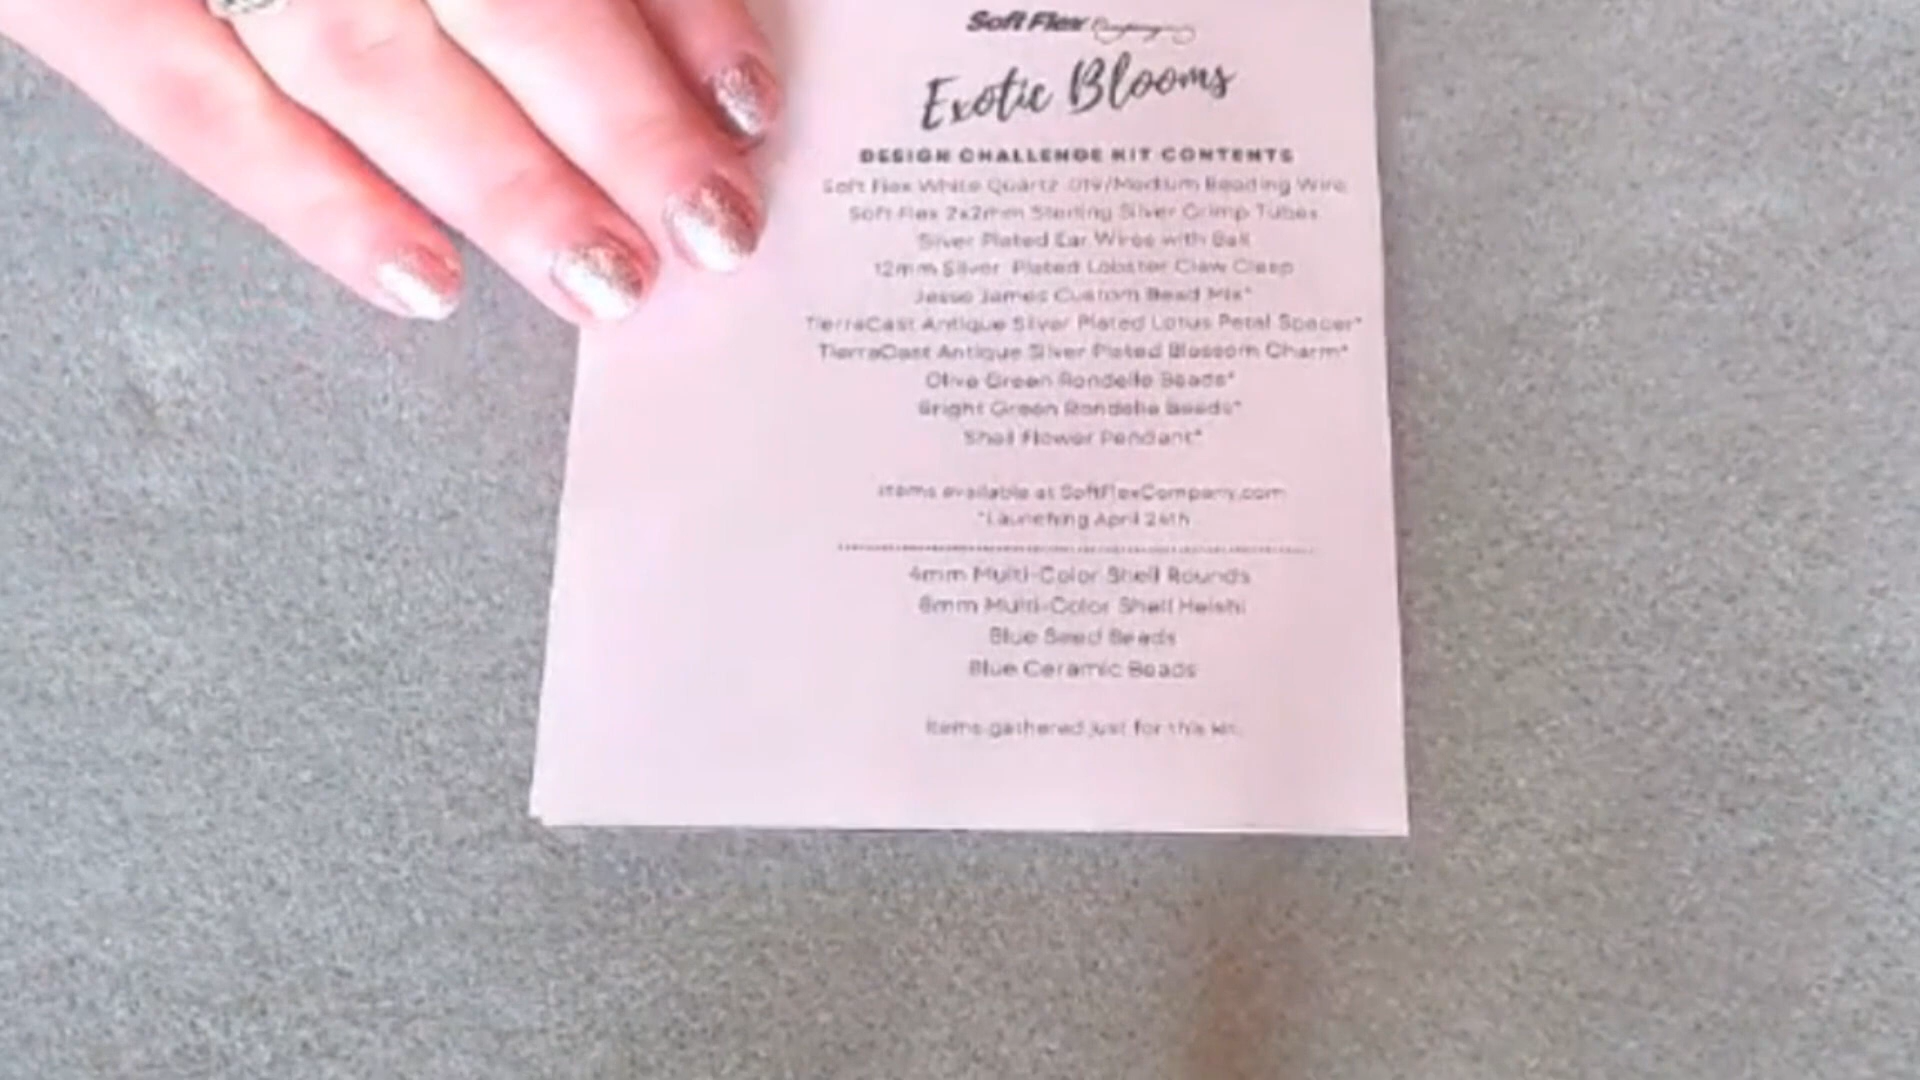 Soft Flex Company
Exotic Blooms
DESIGN CHALLENGE KIT CONTENTS
Soft Flex White Quartz .019/Medium Beading Wire
Soft Flex 2x2mm Sterling Silver Crimp Tubes
Silver Plated Ear Wires with Ball
12mm Silver Plated Lobster Claw Clasp
Jesse James Custom Bead Mix*
TierraCast Antique Silver Plated Lotus Petal Spacer*
TierraCast Antique Silver Plated Blossom Charm*
Olive Green Rondelle Beads*
Bright Green Rondelle Beads*
Shell Flower Pendant*
Items available at SoftFlexCompany.com
*Launching April 24th
4mm Multi-Color Shell Rounds
8mm Multi-Color Shell Heishi
Blue Seed Beads
Blue Ceramic Beads
Items gathered just for this kit.